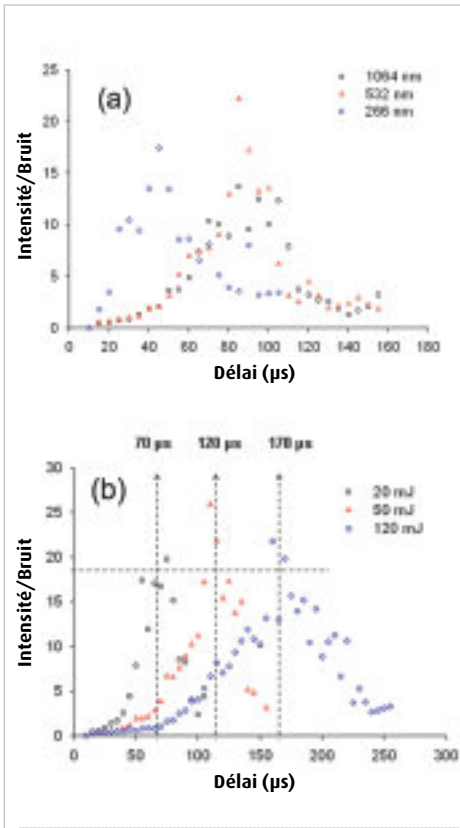 25
20
15
10
5
0
Intensité/Bruit
(a)
1064 nm
532 nm
266 nm
0 20 40 60 80 100 120 140 160 180
Délai (µs)
70 µs 120 µs 170 µs
30
25
20
15
10
5
0
Intensité/Bruit
(b)
20 mJ
50 mJ
120 mJ
0 50 100 150 200 250 300
Délai (µs)